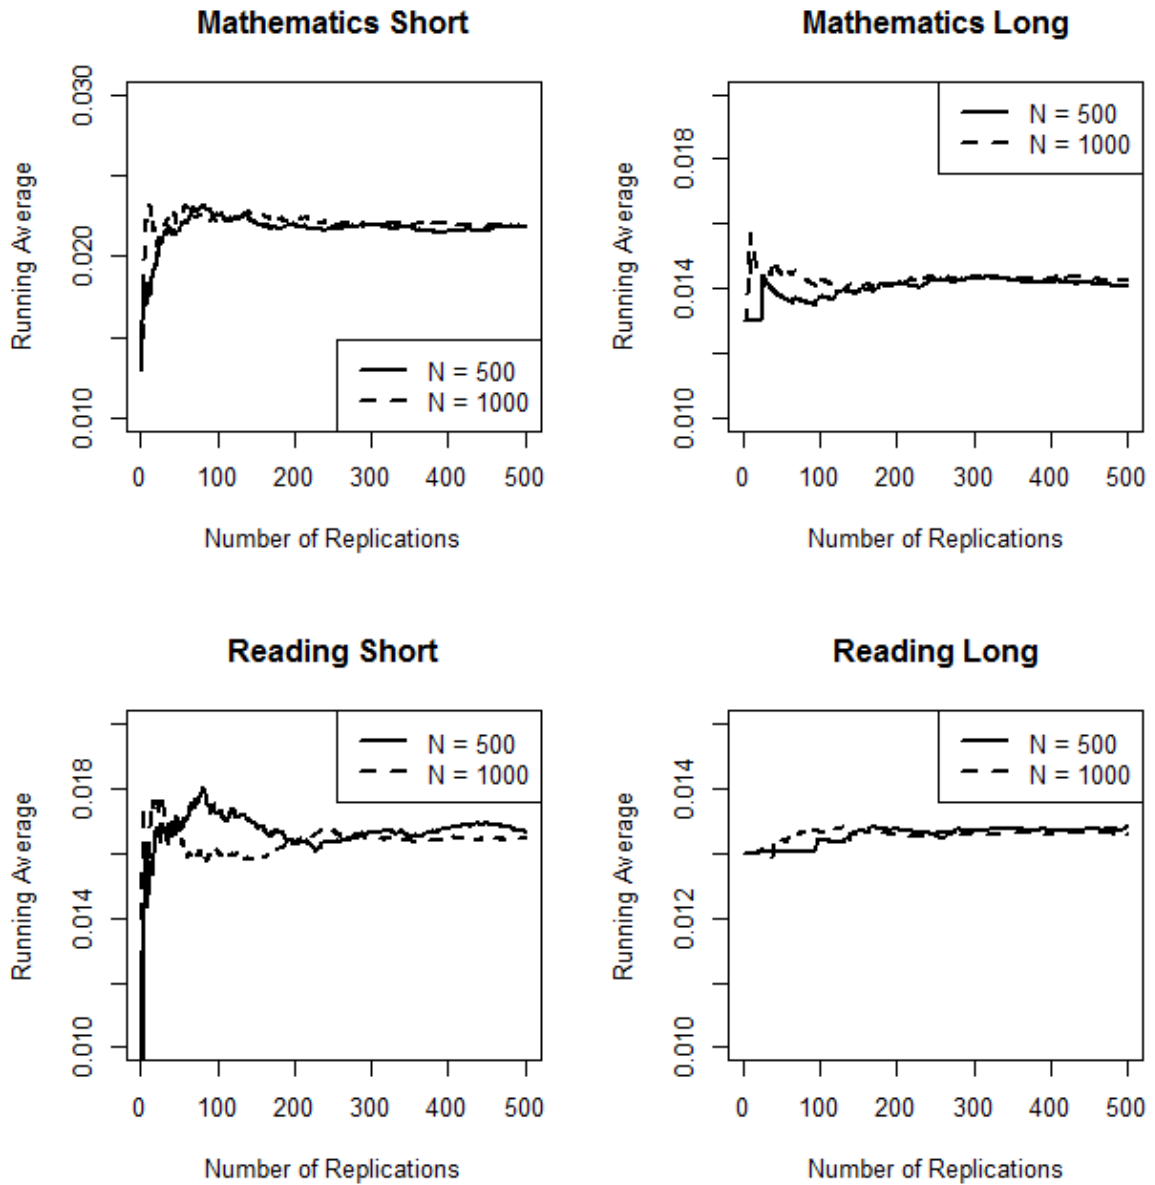 Mathematics Short
Running Average
0.030
0.020
0.010
N = 500
N = 1000
0 100 200 300 400 500
Number of Replications
Mathematics Long
Running Average
0.018
0.014
0.010
N = 500
N = 1000
0 100 200 300 400 500
Number of Replications
Reading Short
Running Average
0.018
0.014
0.010
N = 500
N = 1000
0 100 200 300 400 500
Number of Replications
Reading Long
Running Average
0.014
0.012
0.010
N = 500
N = 1000
0 100 200 300 400 500
Number of Replications